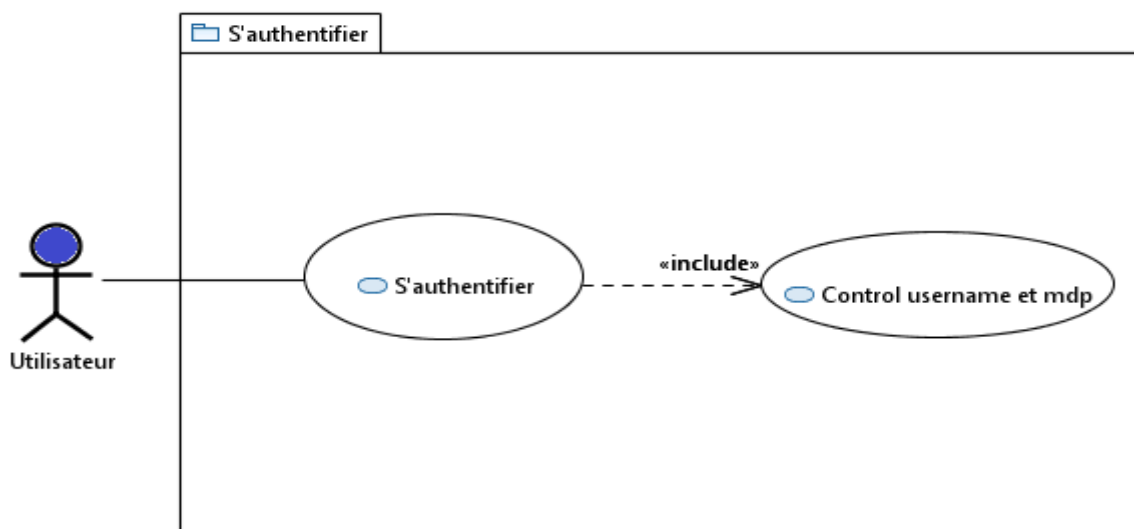 S'authentifier
«include»
S'authentifier
Control username et mdp
Utilisateur